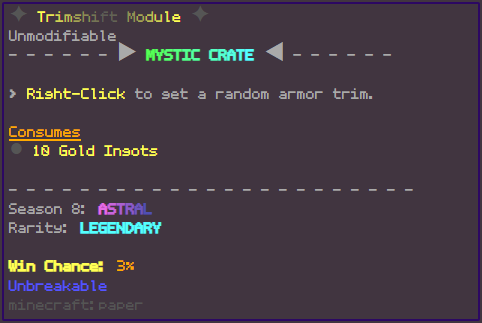 ✦ Trimshift Module ✦
Unmodifiable
- - - - - - ▶ MYSTIC CRATE ◀ - - - - - -
> Right-Click to get a random armor trim.
Consumes
● 10 Gold Ingots
- - - - - - - - - - - - - - - - - - - - - - - - -
Season 8: ASTRAL
Rarity: LEGENDARY
Win Chance: 3%
Unbreakable
minecraft:paper